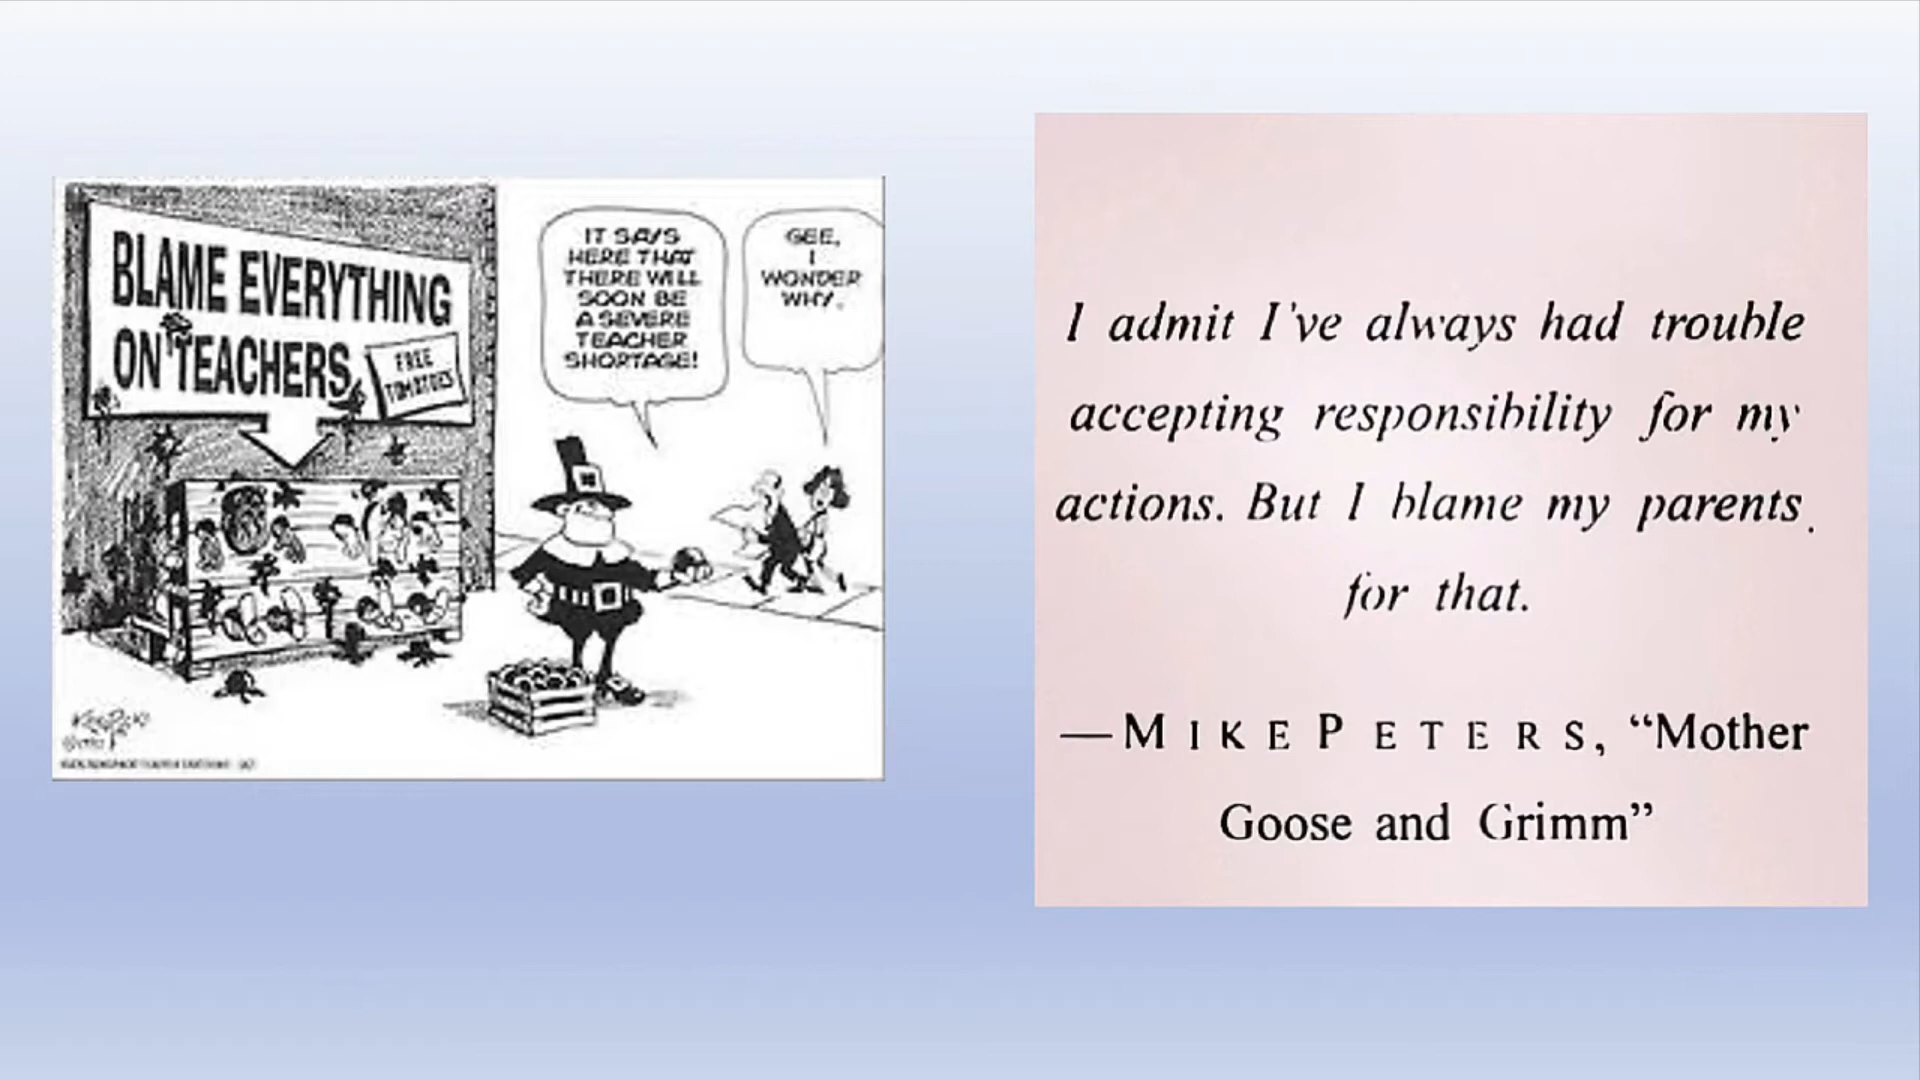 BLAME EVERYTHING
ON TEACHERS
FREE
TOMATOES
IT SAYS
HERE THAT
THERE WILL
SOON BE
A SEVERE
TEACHER
SHORTAGE!
GEE,
I
WONDER
WHY.
I admit I've always had trouble
accepting responsibility for my
actions. But I blame my parents.
for that.
—MIKE PETERS, “Mother
Goose and Grimm”